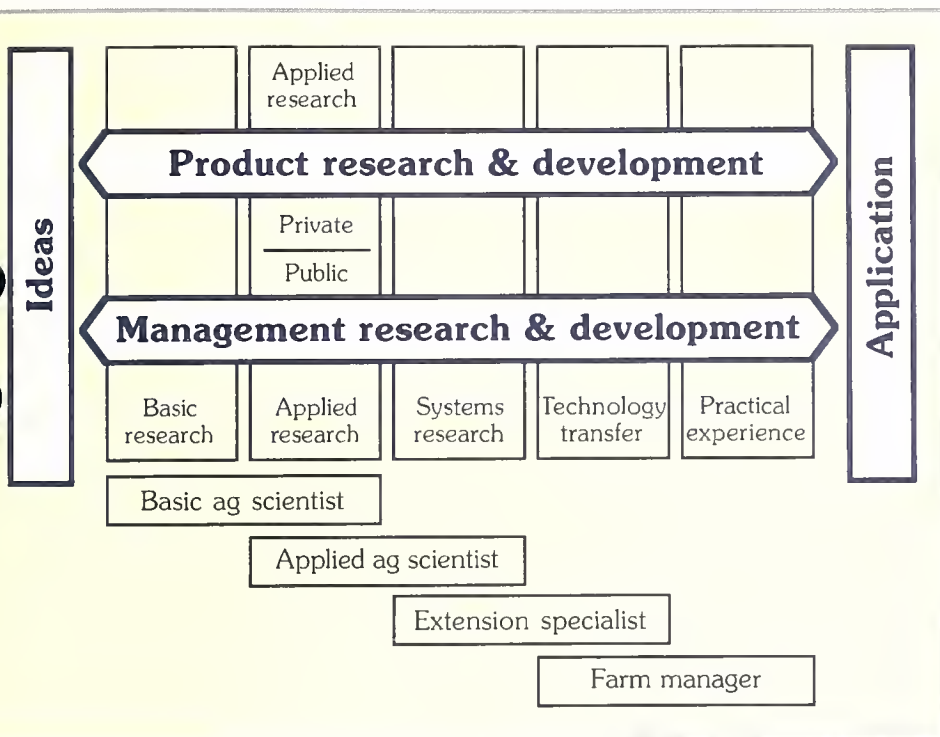 Ideas
Applied
research
Product research & development
Private
Public
Management research & development
Basic
research
Applied
research
Systems
research
Technology
transfer
Practical
experience
Application
Basic ag scientist
Applied ag scientist
Extension specialist
Farm manager